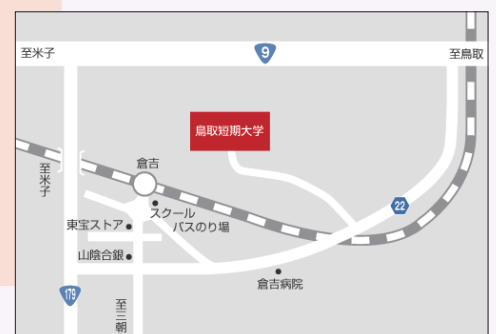 至米子
9
至鳥取
鳥取短期大学
倉吉
至米子
スクール
バスのり場
22
東宝ストア
山陰合銀
倉吉病院
179
至三朝